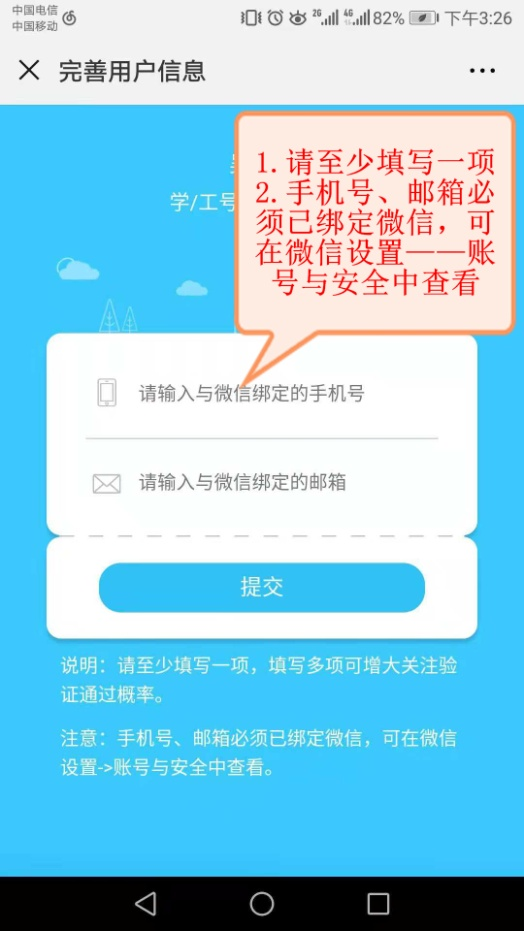 中国电信
中国移动
2G 4G 82% 下午3:26
完善用户信息
学/工号
1.请至少填写一项
2.手机号、邮箱必
须已绑定微信，可
在微信设置——账
号与安全中查看
请输入与微信绑定的手机号
请输入与微信绑定的邮箱
提交
说明：请至少填写一项，填写多项可增大关注验
证通过概率。
注意：手机号、邮箱必须已绑定微信，可在微信
设置->账号与安全中查看。